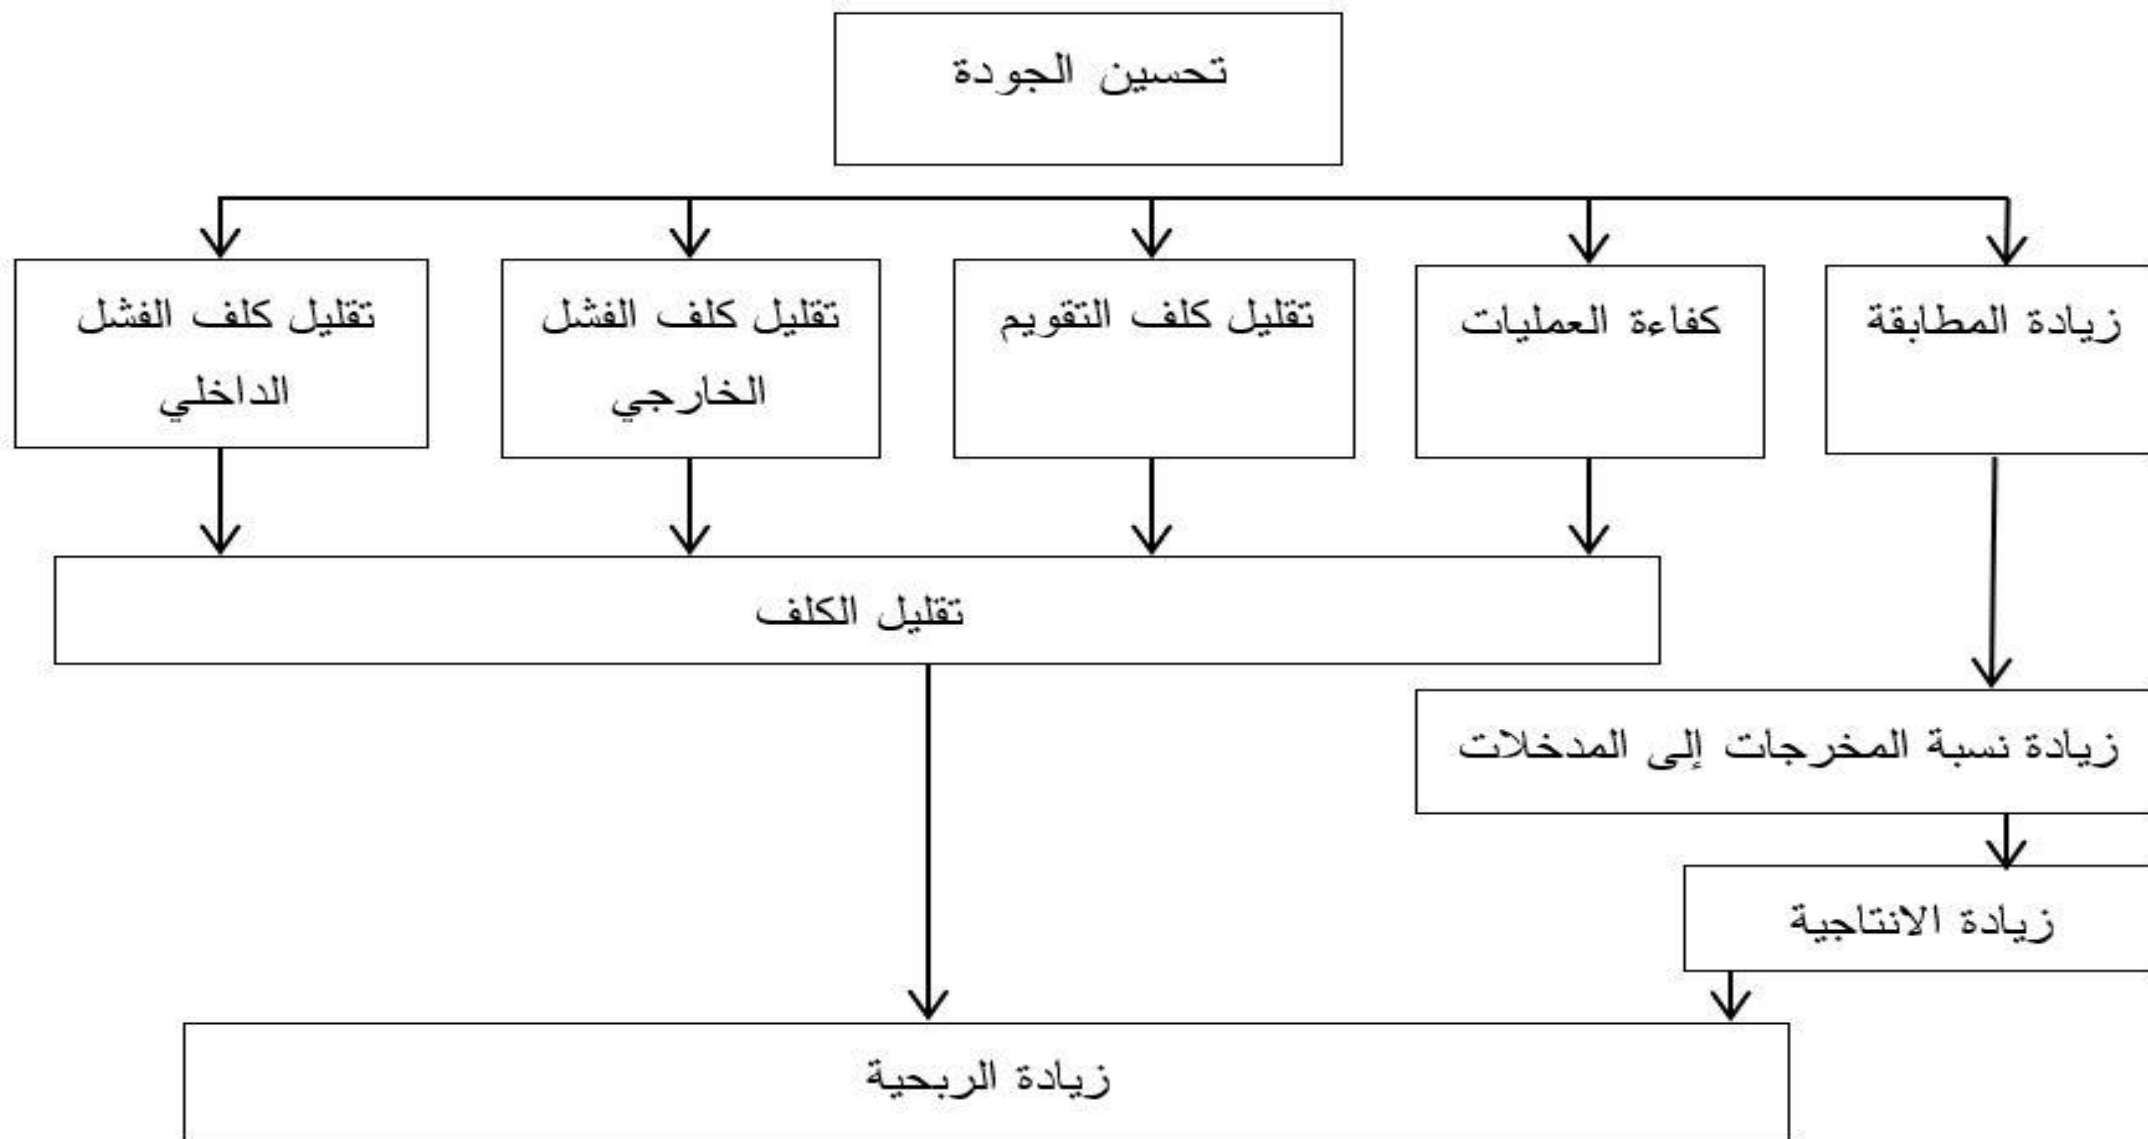 تحسين الجودة
زيادة المطابقة
كفاءة العمليات
تقليل كلف التقويم
تقليل كلف الفشل
الخارجي
تقليل كلف الفشل
الداخلي
تقليل الكلف
زيادة نسبة المخرجات إلى المدخلات
زيادة الانتاجية
زيادة الربحية